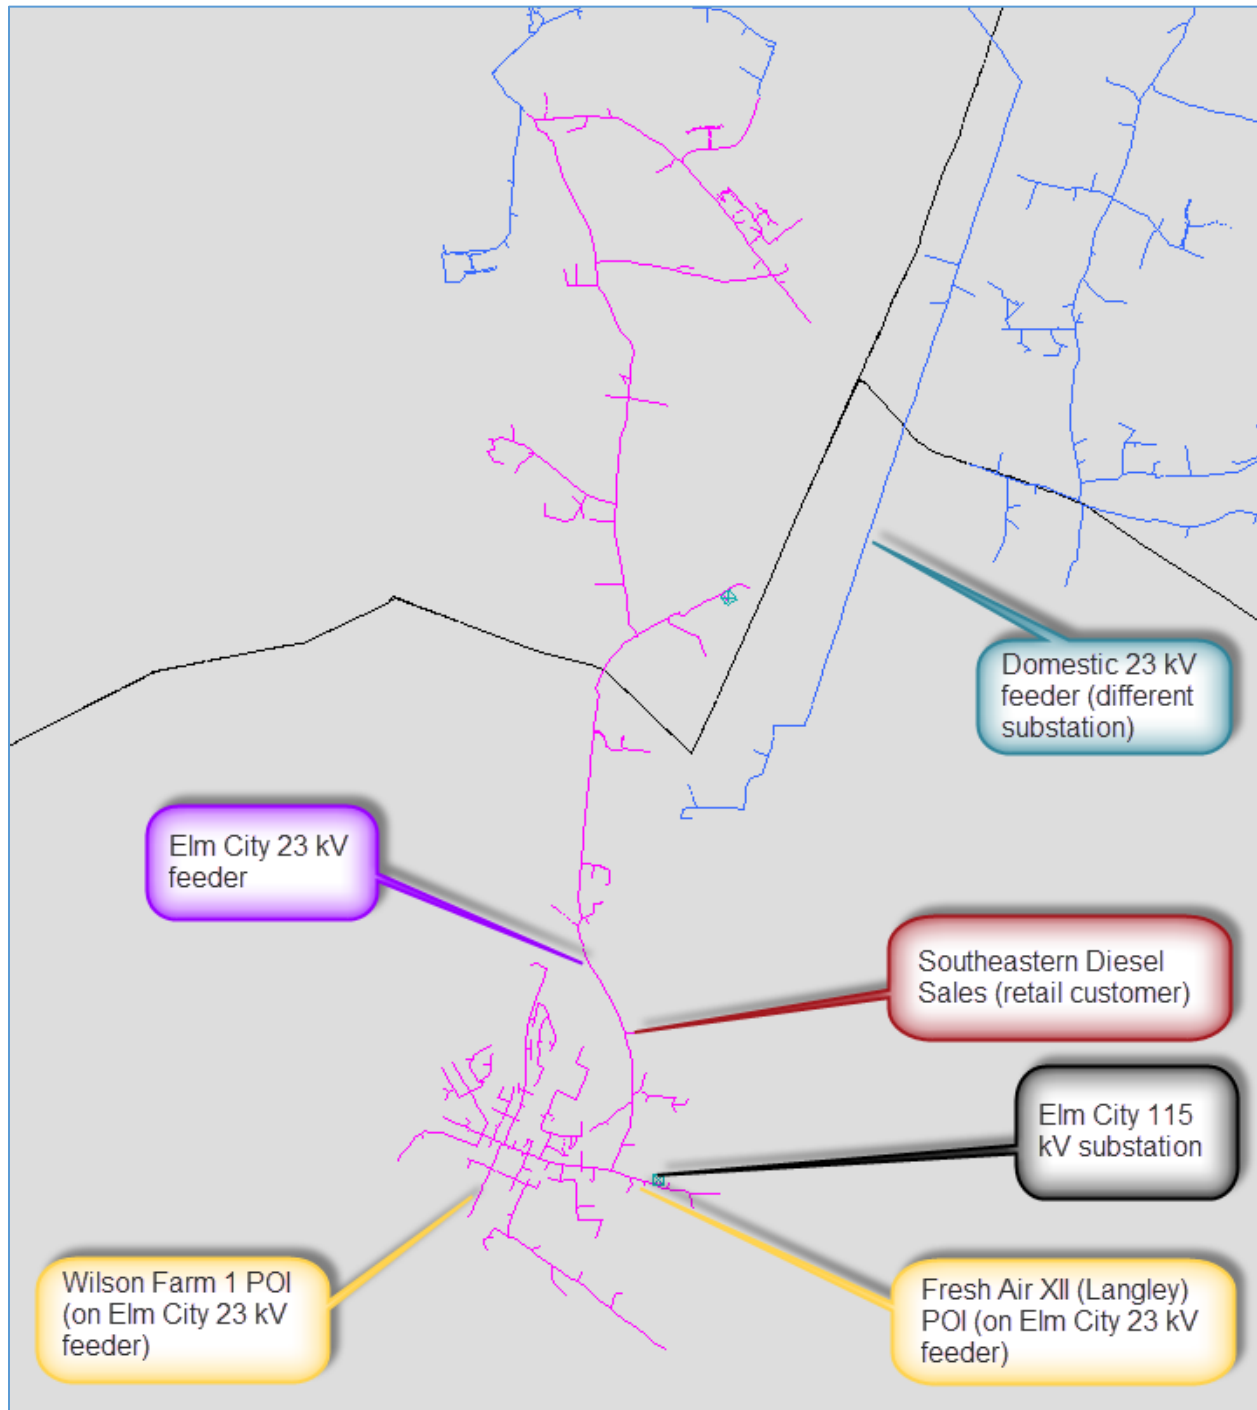 Domestic 23 kV
feeder (different
substation)
Elm City 23 kV
feeder
Southeastern Diesel
Sales (retail customer)
Elm City 115
kV substation
Wilson Farm 1 POI
(on Elm City 23 kV
feeder)
Fresh Air XII (Langley)
POI (on Elm City 23 kV
feeder)